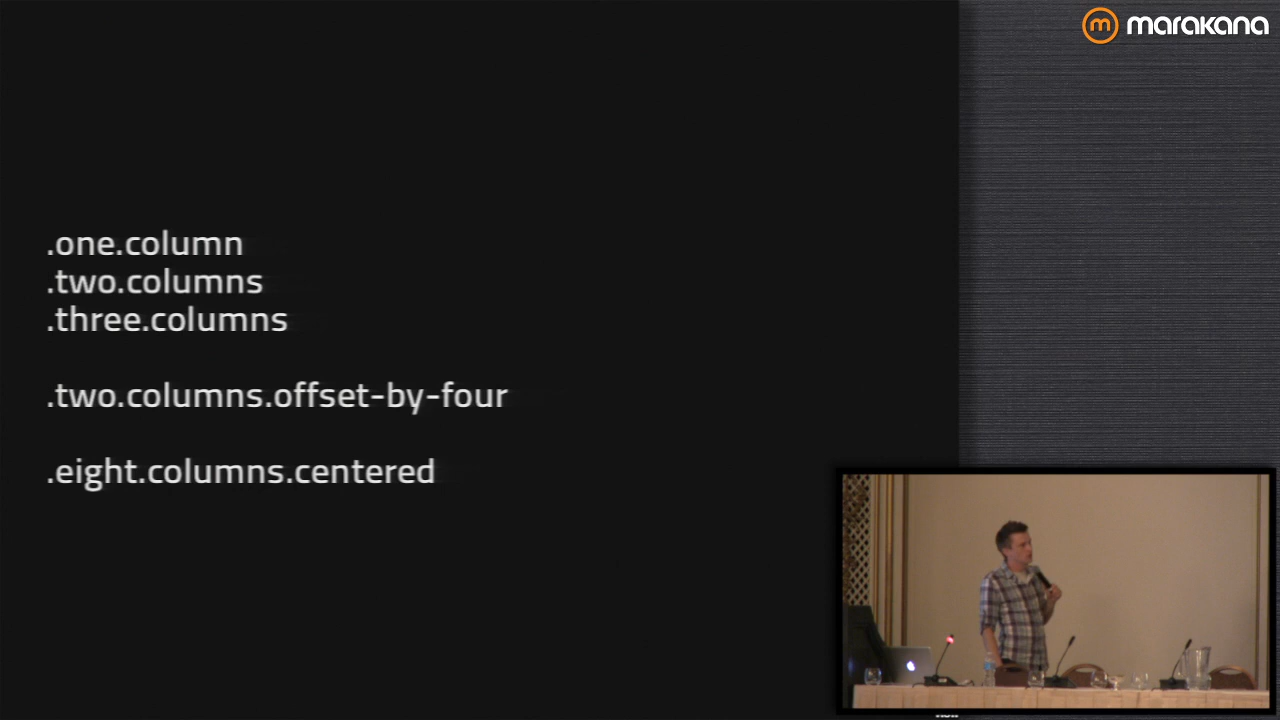 marakana
.one.column
.two.columns
.three.columns
.two.columns.offset-by-four
.eight.columns.centered